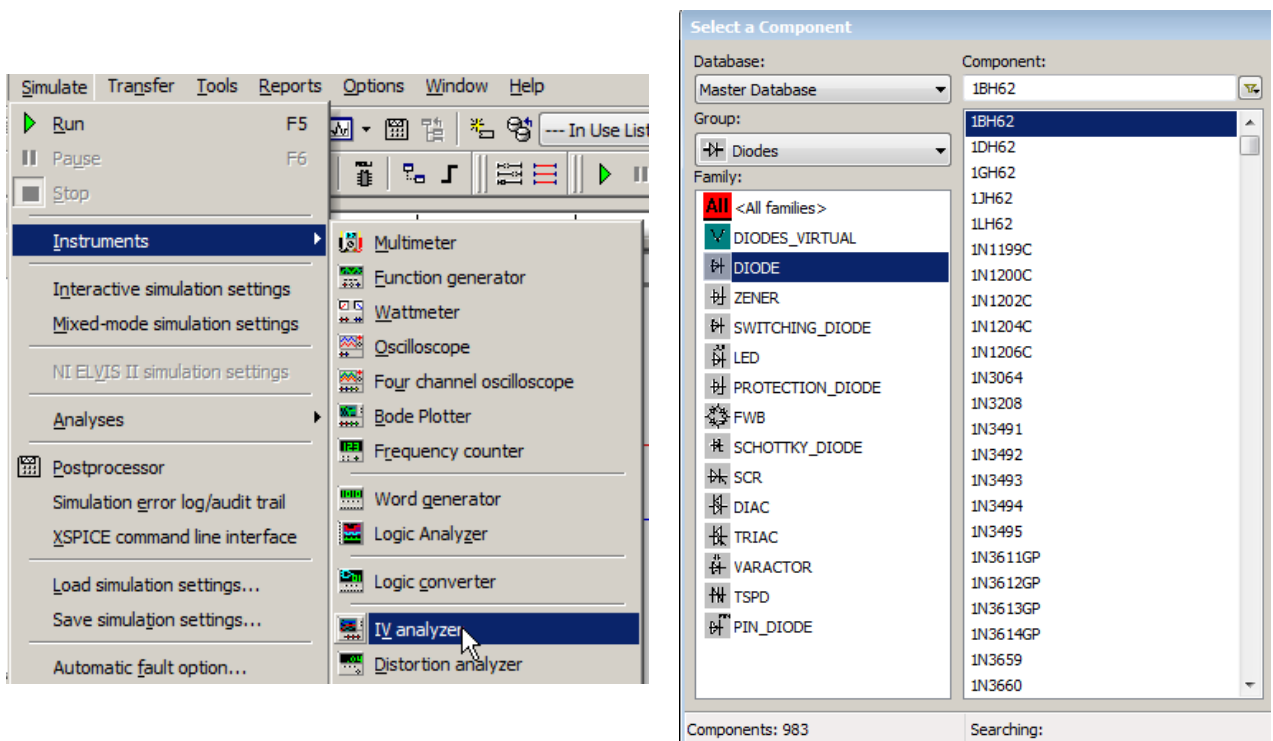 Simulate Transfer Tools Reports Options Window Help
Run F5
--- In Use List
Pause F6
Stop
Instruments
Interactive simulation settings
Mixed-mode simulation settings
NI ELVIS II simulation settings
Analyses
Postprocessor
Simulation error log/audit trail
XSPICE command line interface
Load simulation settings...
Save simulation settings...
Automatic fault option...
Multimeter
Function generator
Wattmeter
Oscilloscope
Four channel oscilloscope
Bode Plotter
Frequency counter
Word generator
Logic Analyzer
Logic converter
IV analyzer
Distortion analyzer
Select a Component
Database:
Master Database
Group:
Diodes
Family:
All <All families>
DIODES_VIRTUAL
DIODE
ZENER
SWITCHING_DIODE
LED
PROTECTION_DIODE
FWB
SCHOTTKY_DIODE
SCR
DIAC
TRIAC
VARACTOR
TSPD
PIN_DIODE
Component:
1BH62
1BH62
1DH62
1GH62
1JH62
1LH62
1N1199C
1N1200C
1N1202C
1N1204C
1N1206C
1N3064
1N3208
1N3491
1N3492
1N3493
1N3494
1N3495
1N3611GP
1N3612GP
1N3613GP
1N3614GP
1N3659
1N3660
Components: 983
Searching: